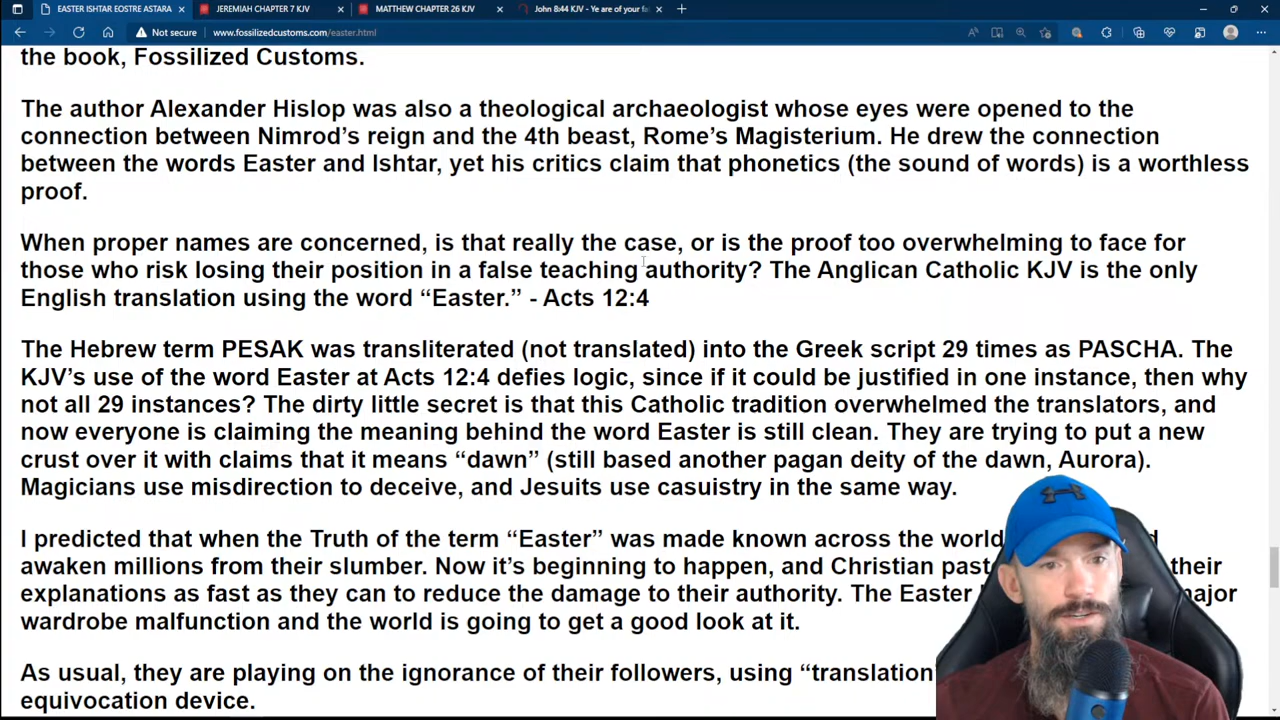 EASTER ISHTAR EOSTRE ASTARA
JEREMIAH CHAPTER 7 KJV
MATTHEW CHAPTER 26 KJV
John 8:44 KJV - Ye are of your fa
Not secure
www.fossilizedcustoms.com/easter.html
the book, Fossilized Customs.
The author Alexander Hislop was also a theological archaeologist whose eyes were opened to the
connection between Nimrod’s reign and the 4th beast, Rome’s Magisterium. He drew the connection
between the words Easter and Ishtar, yet his critics claim that phonetics (the sound of words) is a worthless
proof.
When proper names are concerned, is that really the case, or is the proof too overwhelming to face for
those who risk losing their position in a false teaching authority? The Anglican Catholic KJV is the only
English translation using the word “Easter.” - Acts 12:4
The Hebrew term PESAK was transliterated (not translated) into the Greek script 29 times as PASCHA. The
KJV’s use of the word Easter at Acts 12:4 defies logic, since if it could be justified in one instance, then why
not all 29 instances? The dirty little secret is that this Catholic tradition overwhelmed the translators, and
now everyone is claiming the meaning behind the word Easter is still clean. They are trying to put a new
crust over it with claims that it means “dawn” (still based another pagan deity of the dawn, Aurora).
Magicians use misdirection to deceive, and Jesuits use casuistry in the same way.
I predicted that when the Truth of the term “Easter” was made known across the world
awaken millions from their slumber. Now it’s beginning to happen, and Christian past their
explanations as fast as they can to reduce the damage to their authority. The Easter major
wardrobe malfunction and the world is going to get a good look at it.
As usual, they are playing on the ignorance of their followers, using “translation
equivocation device.